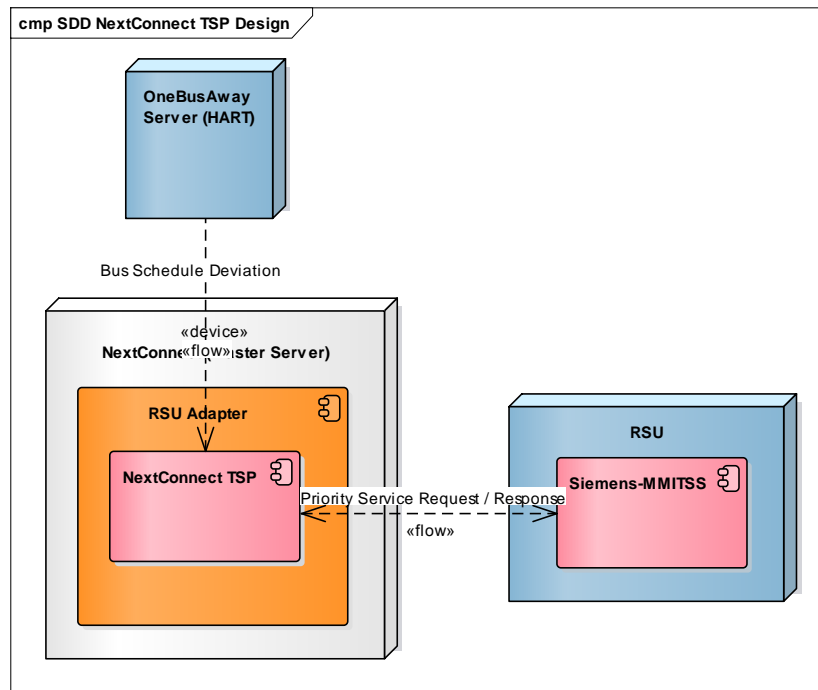 cmp SDD NextConnect TSP Design
OneBusAway
Server (HART)
Bus Schedule Deviation
«device»
«flow»
NextConne ster Server)
RSU Adapter
NextConnect TSP
RSU
Siemens-MMITSS
Priority Service Request / Response
«flow»